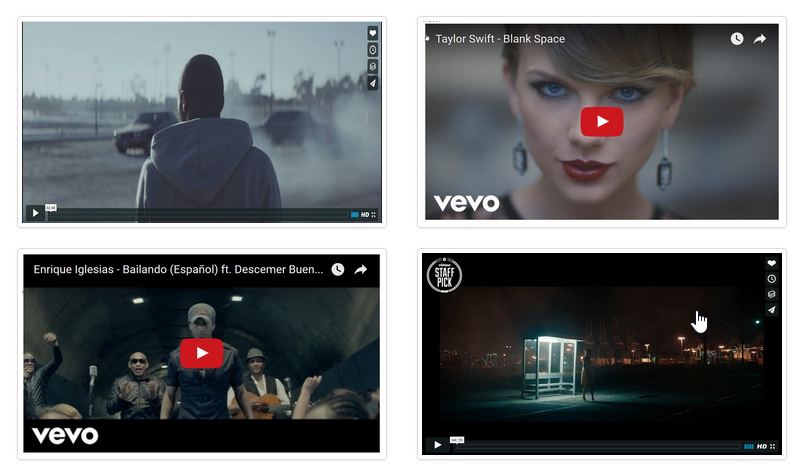 02:48
HD
Taylor Swift - Blank Space
vevo
Enrique Iglesias - Bailando (Español) ft. Descemer Buen...
vevo
vimeo
STAFF
PICK
04:35
HD